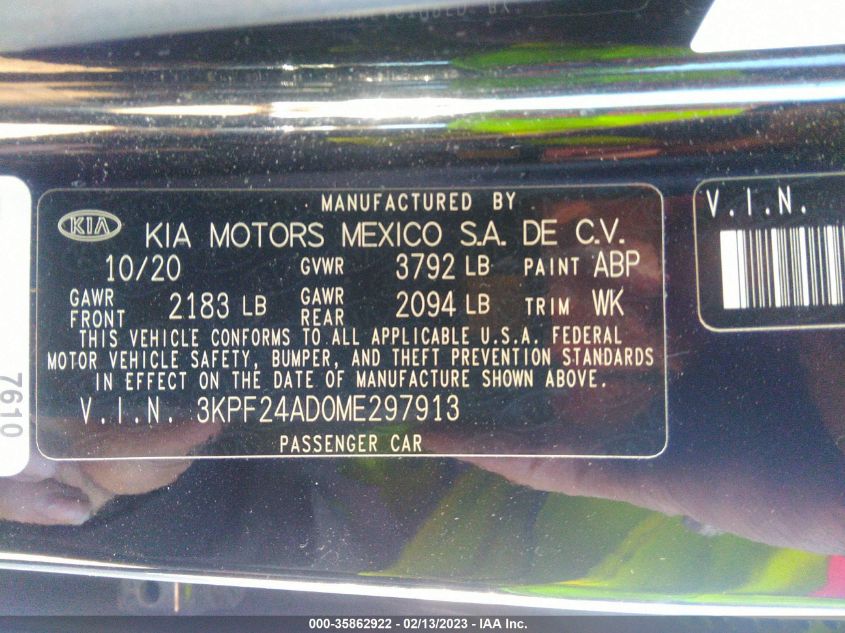 MANUFACTURED BY
KIA
KIA MOTORS MEXICO S.A. DE C.V.
10/20 GVWR 3792 LB PAINT ABP
GAWR FRONT 2183 LB GAWR REAR 2094 LB TRIM WK
THIS VEHICLE CONFORMS TO ALL APPLICABLE U.S.A. FEDERAL
MOTOR VEHICLE SAFETY, BUMPER, AND THEFT PREVENTION STANDARDS
IN EFFECT ON THE DATE OF MANUFACTURE SHOWN ABOVE.
V.I.N. 3KPF24AD0ME297913
PASSENGER CAR
V.I.N.
7610
000-35862922 - 02/13/2023 - IAA Inc.